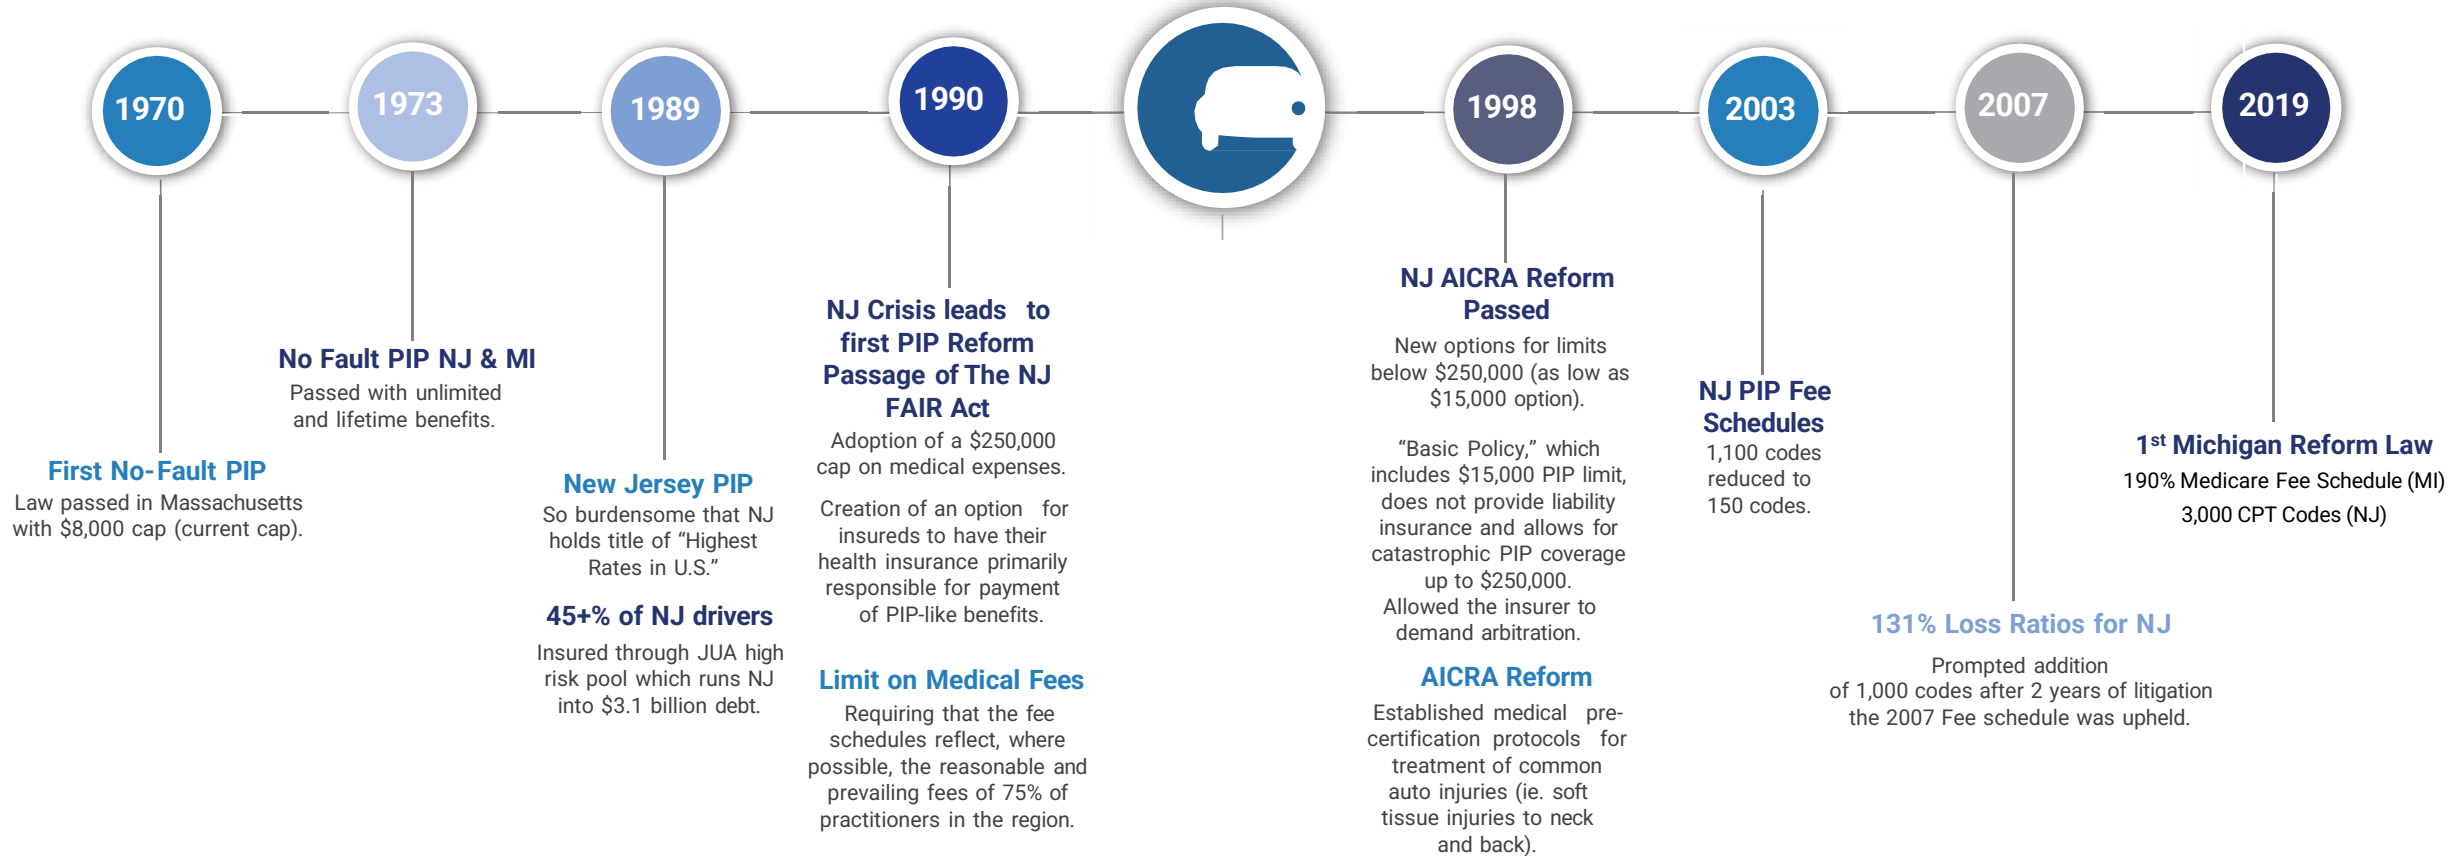 1970
First No-Fault PIP
Law passed in Massachusetts
with $8,000 cap (current cap).
1973
No Fault PIP NJ & MI
Passed with unlimited
and lifetime benefits.
1989
New Jersey PIP
So burdensome that NJ
holds title of “Highest
Rates in U.S.”
45+% of NJ drivers
Insured through JUA high
risk pool which runs NJ
into $3.1 billion debt.
1990
NJ Crisis leads to
first PIP Reform
Passage of The NJ
FAIR Act
Adoption of a $250,000
cap on medical expenses.
Creation of an option for
insureds to have their
health insurance primarily
responsible for payment
of PIP-like benefits.
Limit on Medical Fees
Requiring that the fee
schedules reflect, where
possible, the reasonable and
prevailing fees of 75% of
practitioners in the region.
1998
NJ AICRA Reform
Passed
New options for limits
below $250,000 (as low as
$15,000 option).
“Basic Policy,” which
includes $15,000 PIP limit,
does not provide liability
insurance and allows for
catastrophic PIP coverage
up to $250,000.
Allowed the insurer to
demand arbitration.
AICRA Reform
Established medical pre-
certification protocols for
treatment of common
auto injuries (ie. soft
tissue injuries to neck
and back).
2003
NJ PIP Fee
Schedules
1,100 codes
reduced to
150 codes.
2007
131% Loss Ratios for NJ
Prompted addition
of 1,000 codes after 2 years of litigation
the 2007 Fee schedule was upheld.
2019
1st Michigan Reform Law
190% Medicare Fee Schedule (MI)
3,000 CPT Codes (NJ)